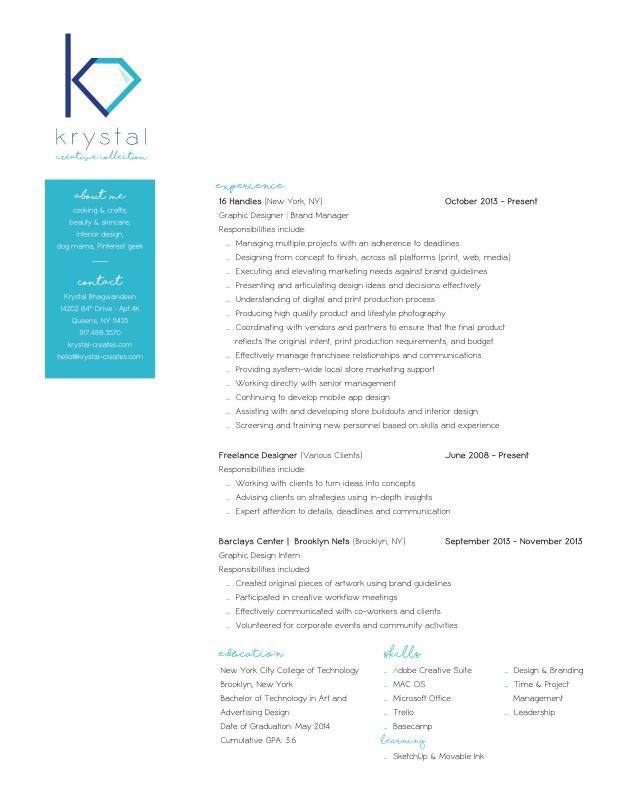 krystal
creative collection
about me
cooking & crafts,
beauty & skincare,
interior design,
dog mama, Pinterest geek
contact
Krystal Bhagwandeen
14202 84th Drive · Apt 4K
Queens, NY 11435
917.488.3570
krystal-creates.com
hello@krystal-creates.com
experience
16 Handles (New York, NY) October 2013 - Present
Graphic Designer | Brand Manager
Responsibilities include:
... Managing multiple projects with an adherence to deadlines
... Designing from concept to finish, across all platforms (print, web, media)
... Executing and elevating marketing needs against brand guidelines
... Presenting and articulating design ideas and decisions effectively
... Understanding of digital and print production process
... Producing high quality product and lifestyle photography
... Coordinating with vendors and partners to ensure that the final product
reflects the original intent, print production requirements, and budget
... Effectively manage franchisee relationships and communications
... Providing system-wide local store marketing support
... Working directly with senior management
... Continuing to develop mobile app design
... Assisting with and developing store buildouts and interior design
... Screening and training new personnel based on skills and experience
Freelance Designer (Various Clients) June 2008 - Present
Responsibilities include:
... Working with clients to turn ideas into concepts
... Advising clients on strategies using in-depth insights
... Expert attention to details, deadlines and communication
Barclays Center | Brooklyn Nets (Brooklyn, NY) September 2013 - November 2013
Graphic Design Intern
Responsibilities included:
... Created original pieces of artwork using brand guidelines
... Participated in creative workflow meetings
... Effectively communicated with co-workers and clients
... Volunteered for corporate events and community activities
education
New York City College of Technology
Brooklyn, New York
Bachelor of Technology in Art and
Advertising Design
Date of Graduation: May 2014
Cumulative GPA: 3.6
skills
... Adobe Creative Suite
... MAC OS
... Microsoft Office
... Trello
... Basecamp
... Design & Branding
... Time & Project
Management
... Leadership
learning
... SketchUp & Movable Ink